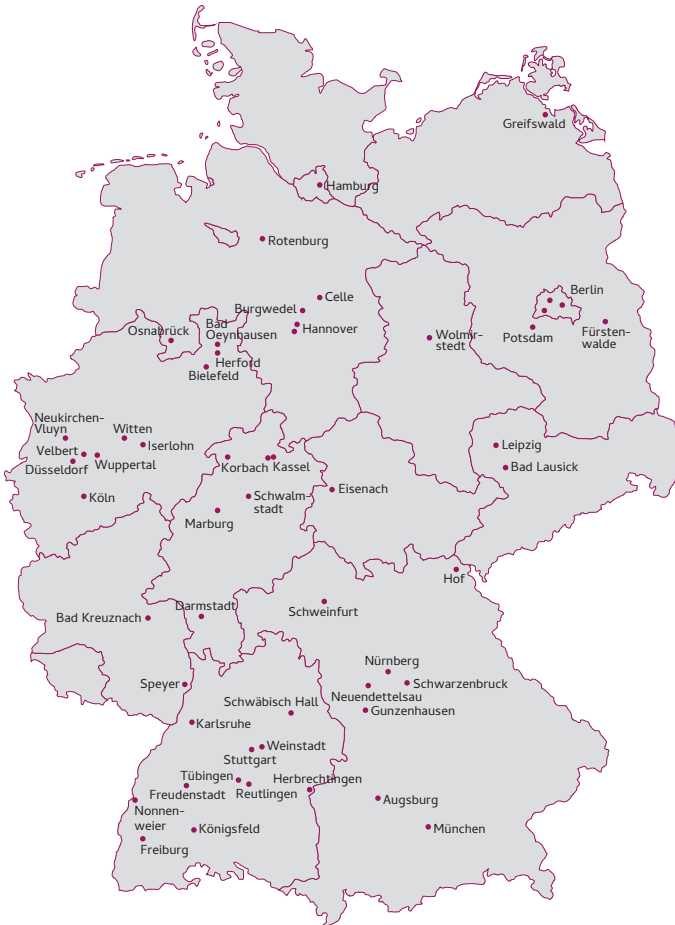 Greifswald
Hamburg
Rotenburg
Celle
Berlin
Burgwedel
Osnabrück
Bad
Oeynhausen
Hannover
Potsdam
Fürsten-
walde
Wolmir-
stedt
Herford
Bielefeld
Neukirchen-
Vluyn
Witten
Iserlohn
Leipzig
Velbert
Wuppertal
Düsseldorf
Korbach
Kassel
Bad Lausick
Eisenach
Köln
Schwalm-
stadt
Marburg
Hof
Darmstadt
Schweinfurt
Bad Kreuznach
Nürnberg
Speyer
Schwarzenbruck
Neuendettelsau
Schwäbisch Hall
Gunzenhausen
Karlsruhe
Weinstadt
Stuttgart
Tübingen
Herbrechtingen
Freudenstadt
Reutlingen
Augsburg
Nonnen-
weier
Königsfeld
München
Freiburg